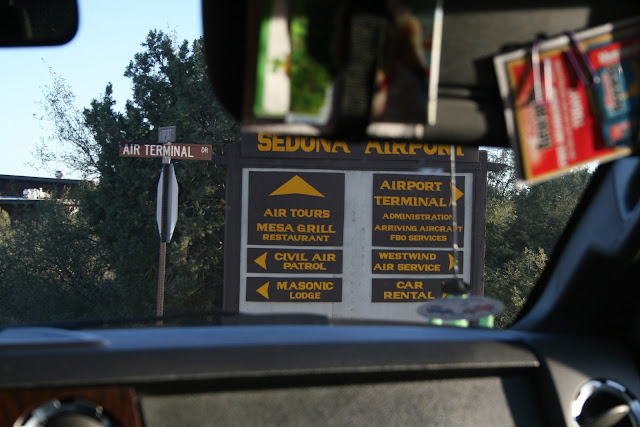 SEDONA AIRPORT
AIR TERMINAL DR
AIR TOURS
MESA GRILL
RESTAURANT
CIVIL AIR
PATROL
MASONIC
LODGE
AIRPORT
TERMINAL
ADMINISTRATION
ARRIVING AIRCRAFT
FBO SERVICES
WESTWIND
AIR SERVICE
CAR
RENTAL